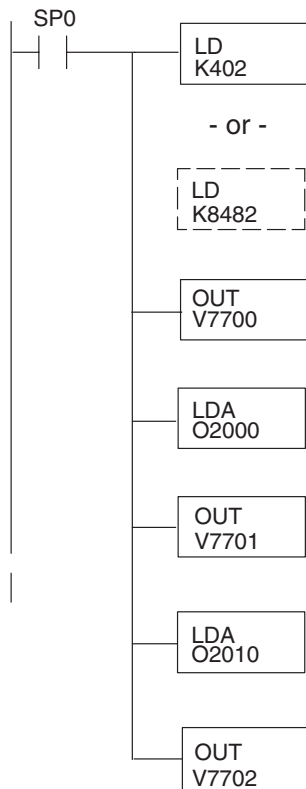 SP0
LD
K402
- or -
LD
K8482
OUT
V7700
LDA
O2000
OUT
V7701
LDA
O2010
OUT
V7702